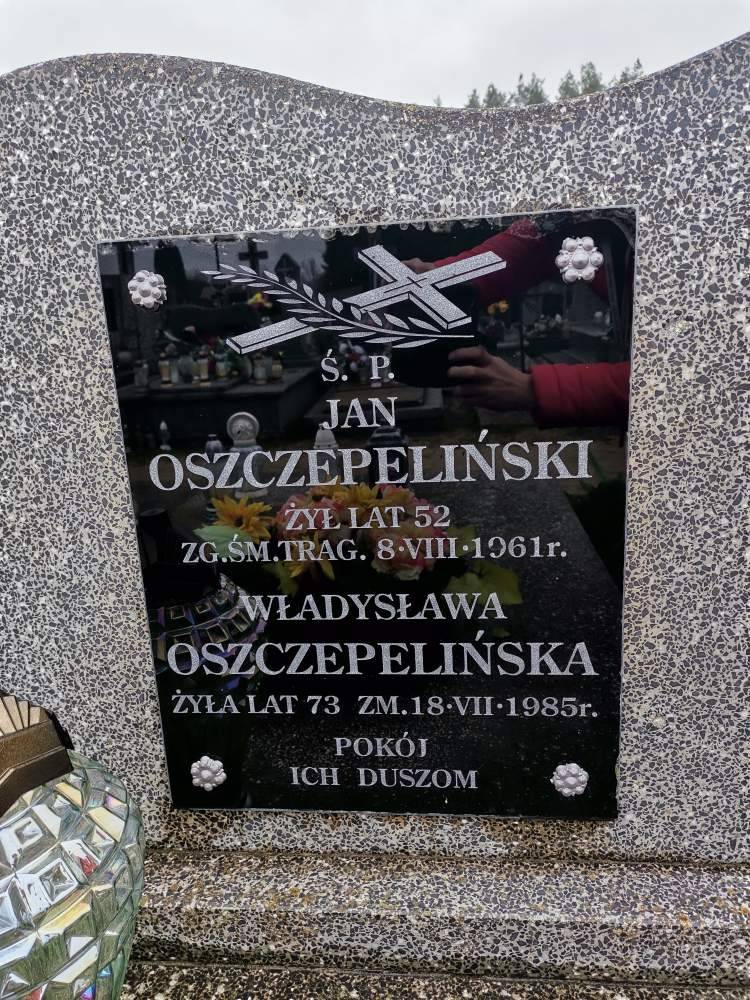 Ś. P.
JAN
OSZCZEPELIŃSKI
ŻYŁ LAT 52
ZG.ŚM.TRAG. 8·VIII·1961r.
WŁADYSŁAWA
OSZCZEPELIŃSKA
ŻYŁA LAT 73 ZM.18·VII·1985r.
POKÓJ
ICH DUSZOM